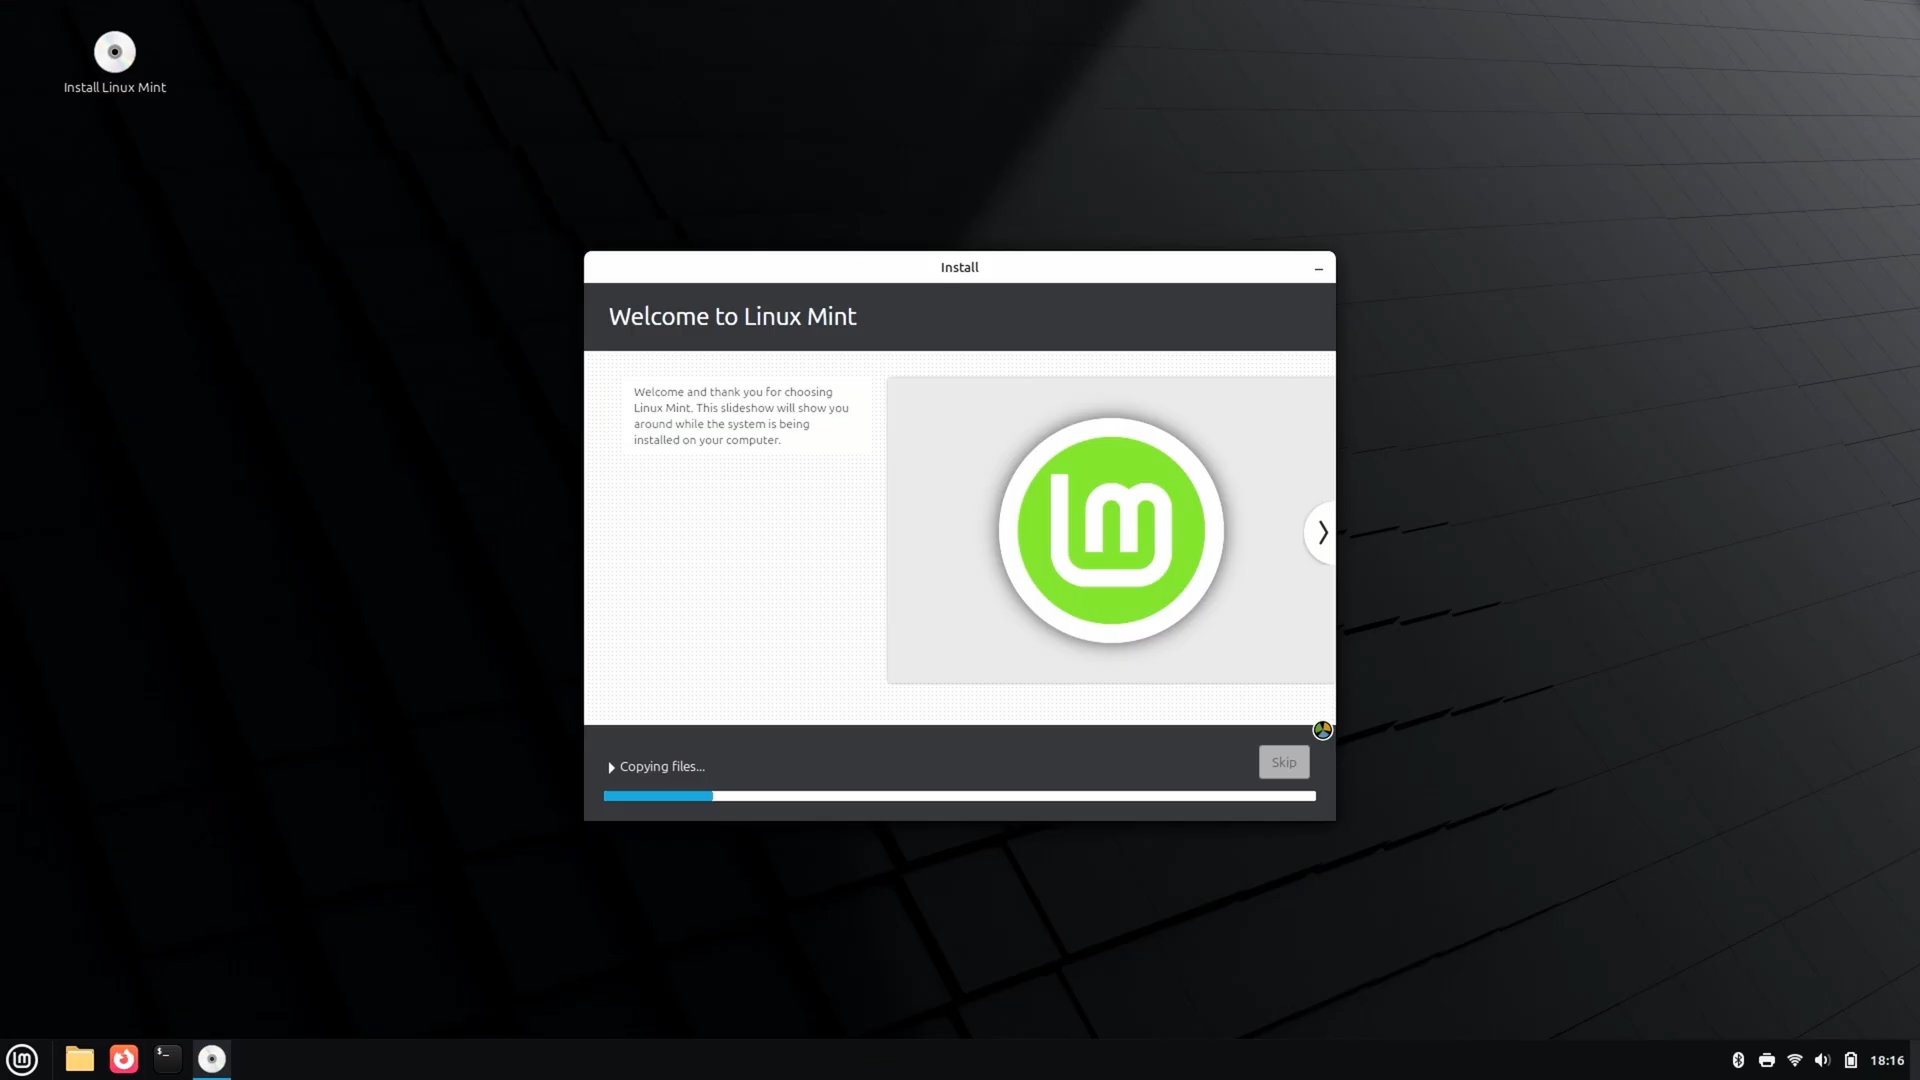 Install Linux Mint
Install
Welcome to Linux Mint
Welcome and thank you for choosing
Linux Mint. This slideshow will show you
around while the system is being
installed on your computer.
Copying files...
Skip
18:16